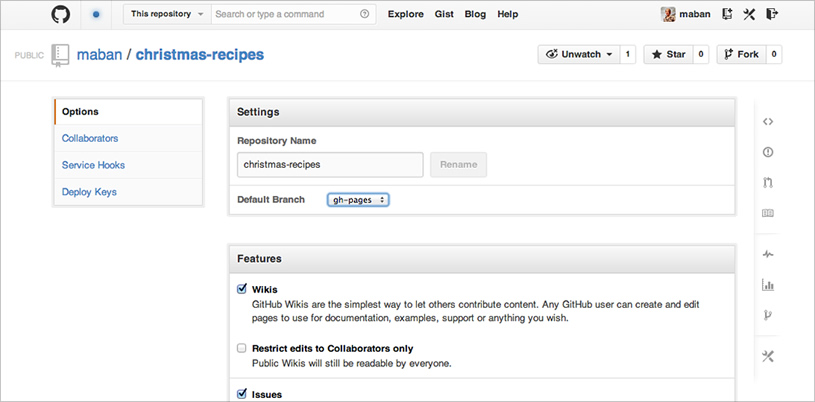 This repository Search or type a command Explore Gist Blog Help maban
PUBLIC maban / christmas-recipes Unwatch 1 Star 0 Fork 0
Options
Collaborators
Service Hooks
Deploy Keys
Settings
Repository Name
christmas-recipes Rename
Default Branch gh-pages
Features
Wikis
GitHub Wikis are the simplest way to let others contribute content. Any GitHub user can create and edit
pages to use for documentation, examples, support or anything you wish.
Restrict edits to Collaborators only
Public Wikis will still be readable by everyone.
Issues